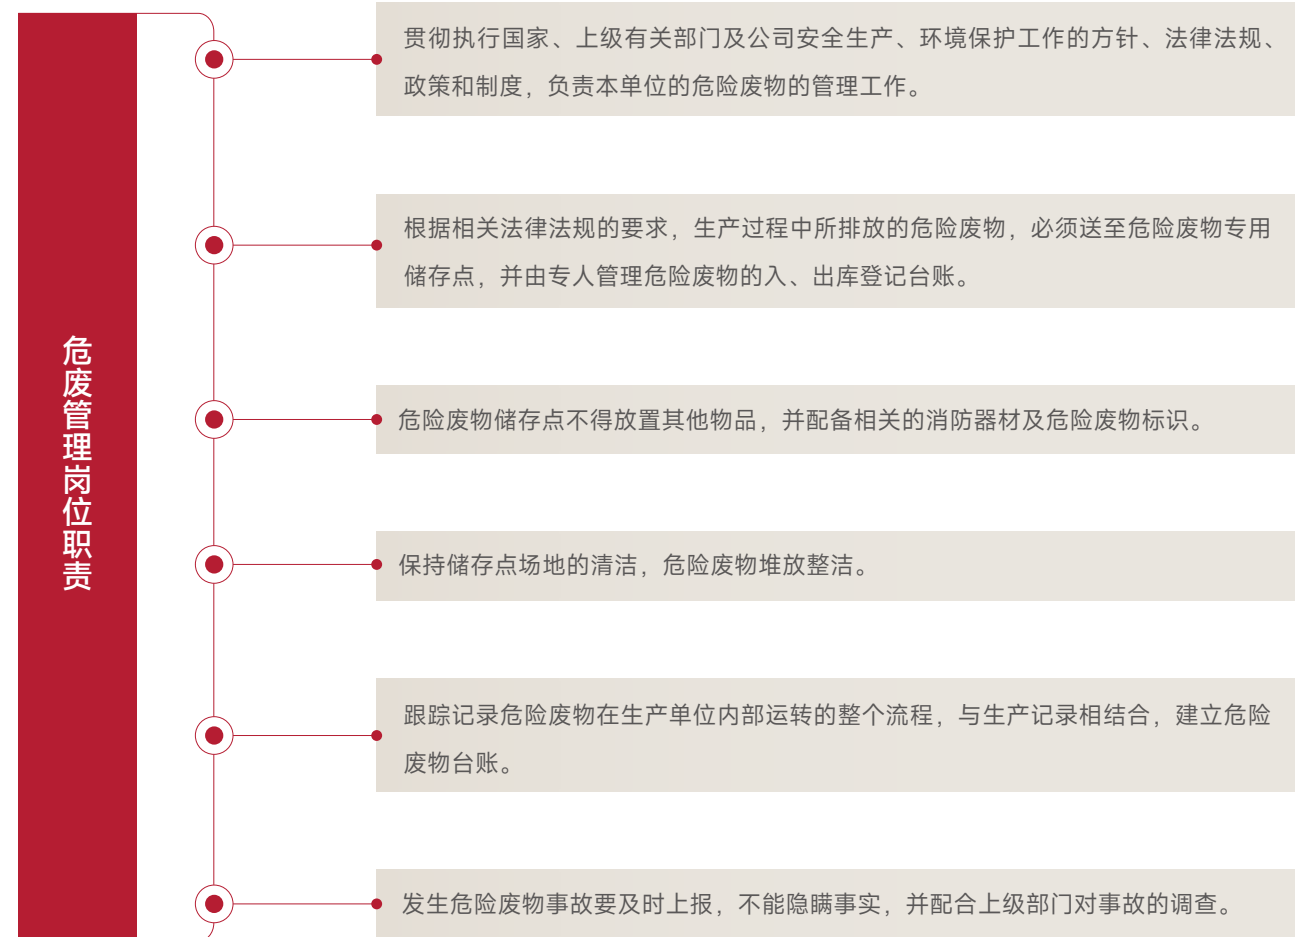 危废管理岗位职责
贯彻执行国家、上级有关部门及公司安全生产、环境保护工作的方针、法律法规、
政策和制度，负责本单位的危险废物的管理工作。
根据相关法律法规的要求，生产过程中所排放的危险废物，必须送至危险废物专用
储存点，并由专人管理危险废物的入、出库登记台账。
危险废物储存点不得放置其他物品，并配备相关的消防器材及危险废物标识。
保持储存点场地的清洁，危险废物堆放整洁。
跟踪记录危险废物在生产单位内部运转的整个流程，与生产记录相结合，建立危险
废物台账。
发生危险废物事故要及时上报，不能隐瞒事实，并配合上级部门对事故的调查。